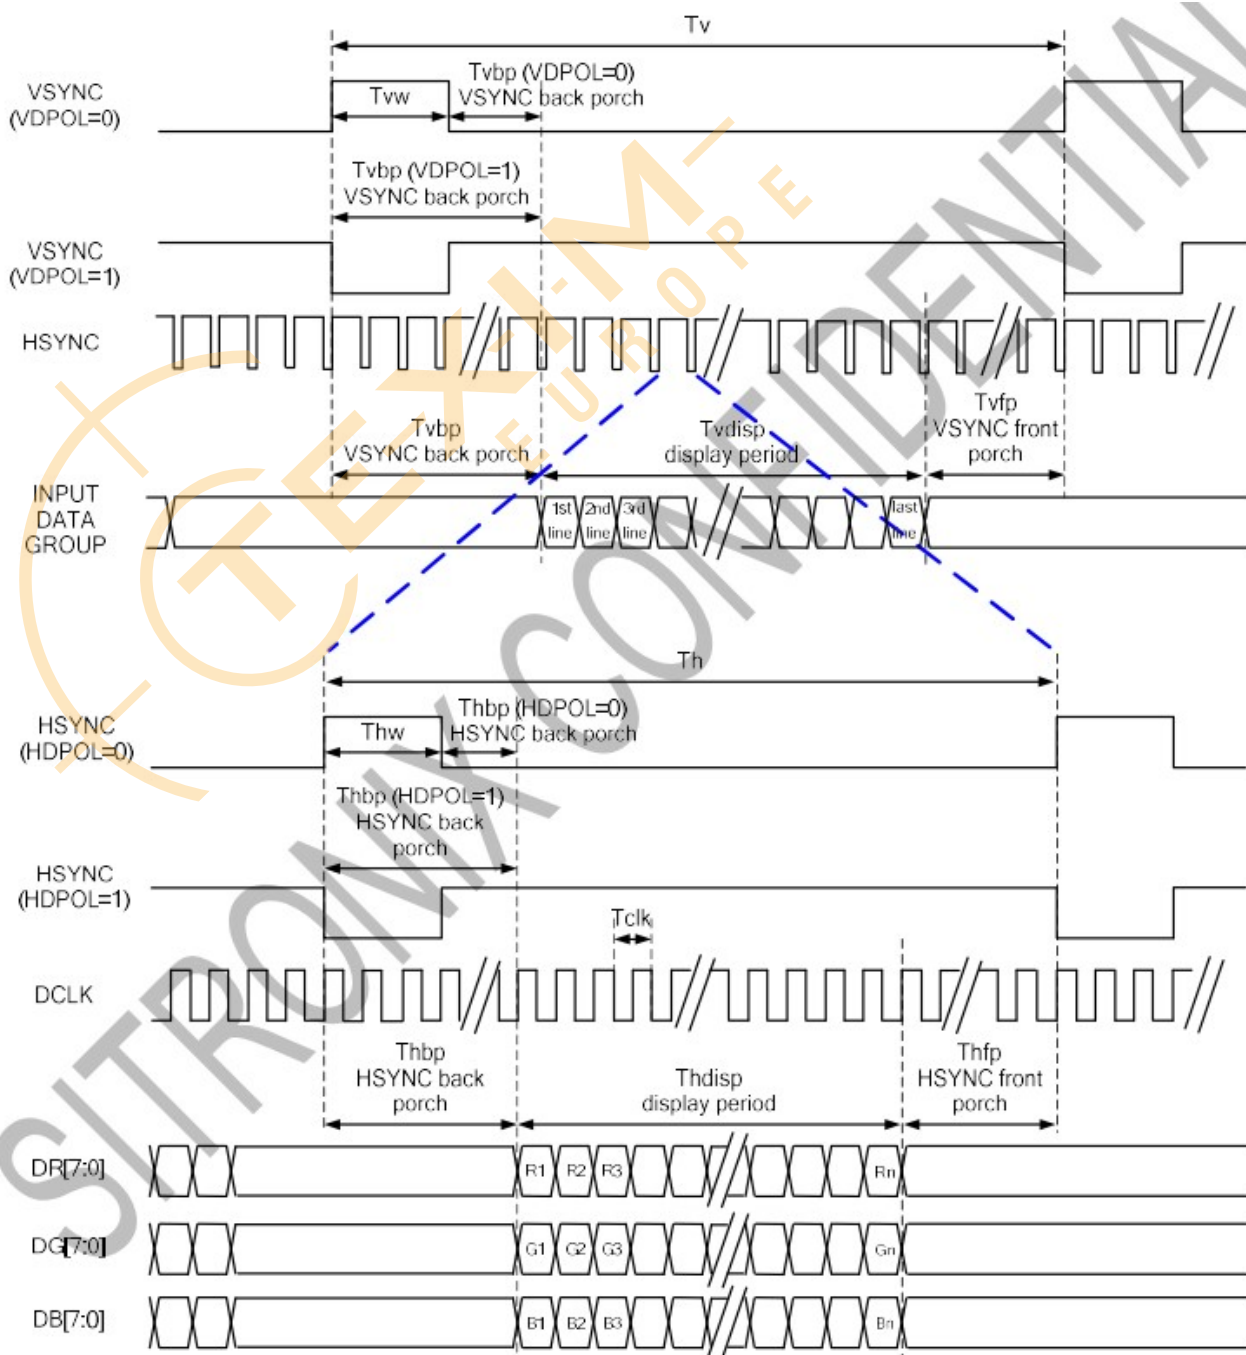 Tv
VSYNC
(VDPOL=0)
Tvw
Tvbp (VDPOL=0)
VSYNC back porch
Tvbp (VDPOL=1)
VSYNC back porch
VSYNC
(VDPOL=1)
HSYNC
Tvbp
VSYNC back porch
Tvdisp
display period
Tvfp
VSYNC front
porch
INPUT
DATA
GROUP
1st
line
2nd
line
3rd
line
last
line
Th
HSYNC
(HDPOL=0)
Thw
Thbp (HDPOL=0)
HSYNC back porch
Thbp (HDPOL=1)
HSYNC back
porch
HSYNC
(HDPOL=1)
Tclk
DCLK
Thbp
HSYNC back
porch
Thdisp
display period
Thfp
HSYNC front
porch
DR[7:0]
R1 R2 R3 Rn
DG[7:0]
G1 G2 G3 Gn
DB[7:0]
B1 B2 B3 Bn
SITRONIX CONFIDENTIAL
TEXIM
EUROPE